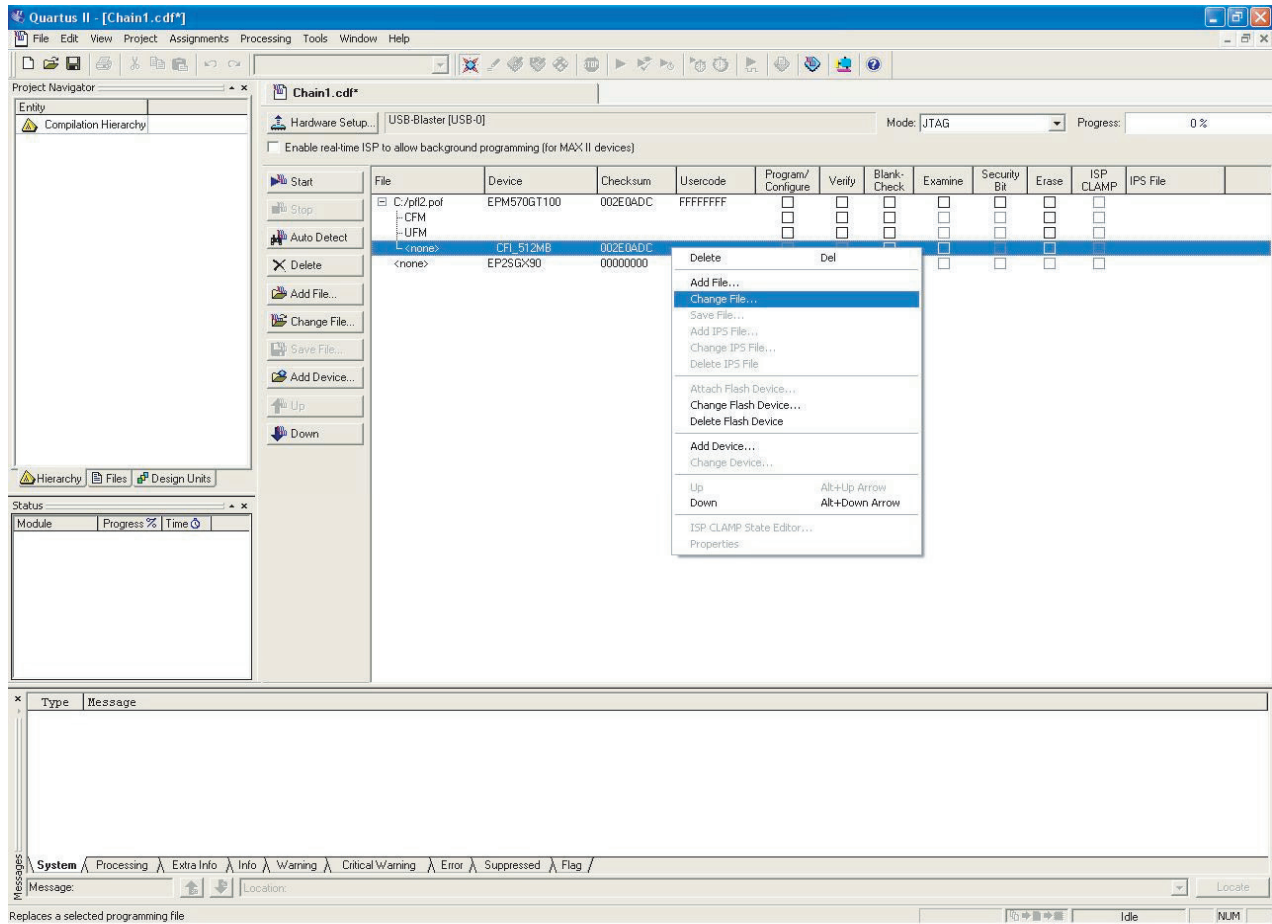 Quartus II - [Chain1.cdf*]
File Edit View Project Assignments Processing Tools Window Help
Project Navigator
Entity
Compilation Hierarchy
Hierarchy Files Design Units
Status
Module Progress % Time
Chain1.cdf*
Hardware Setup... USB-Blaster [USB-0] Mode: JTAG Progress: 0 %
Enable real-time ISP to allow background programming (for MAX II devices)
Start
Stop
Auto Detect
Delete
Add File...
Change File...
Save File...
Add Device...
Up
Down
File Device Checksum Usercode Program/ Configure Verify Blank- Check Examine Security Bit Erase ISP CLAMP IPS File
C:/pfl2.pof EPM570GT100 002E0ADC FFFFFFFF
CFM
UFM
<none> CFI_512MB 002E0ADC
<none> EP2SGX90 00000000
Delete Del
Add File...
Change File...
Save File...
Add IPS File...
Change IPS File...
Delete IPS File
Attach Flash Device...
Change Flash Device...
Delete Flash Device
Add Device...
Change Device...
Up Alt+Up Arrow
Down Alt+Down Arrow
ISP CLAMP State Editor...
Properties
Type Message
System Processing Extra Info Info Warning Critical Warning Error Suppressed Flag
Messages
Message: Location: Locate
Replaces a selected programming file Idle NUM